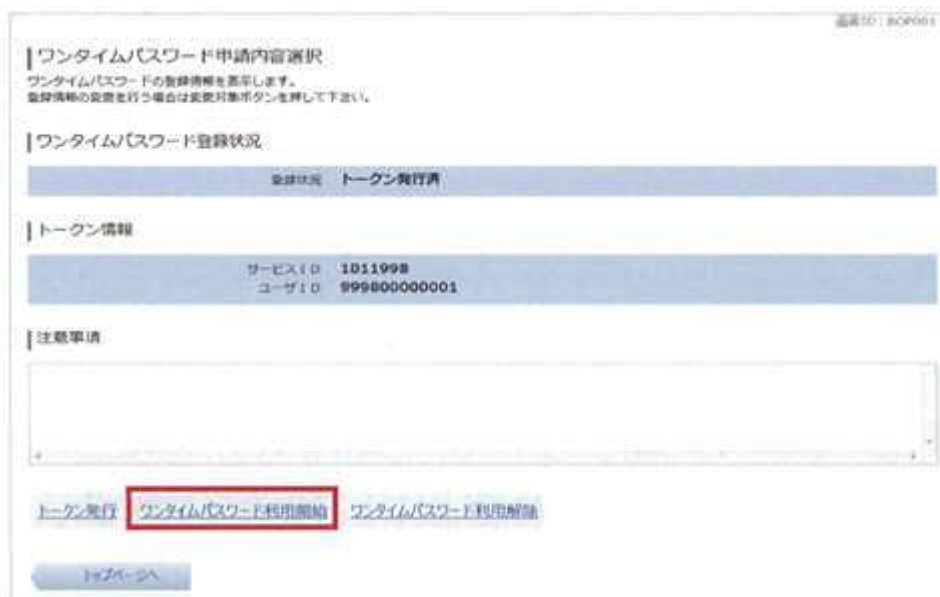 画面ID:BOP001
ワンタイムパスワード申請内容選択
ワンタイムパスワードの登録情報を表示します。
登録情報の変更を行う場合は変更対象ボタンを押して下さい。
ワンタイムパスワード登録状況
登録状況 トークン発行済
トークン情報
サービスID 1011998
ユーザID 999800000001
注意事項
トークン発行 ワンタイムパスワード利用開始 ワンタイムパスワード利用解除
トップページへ